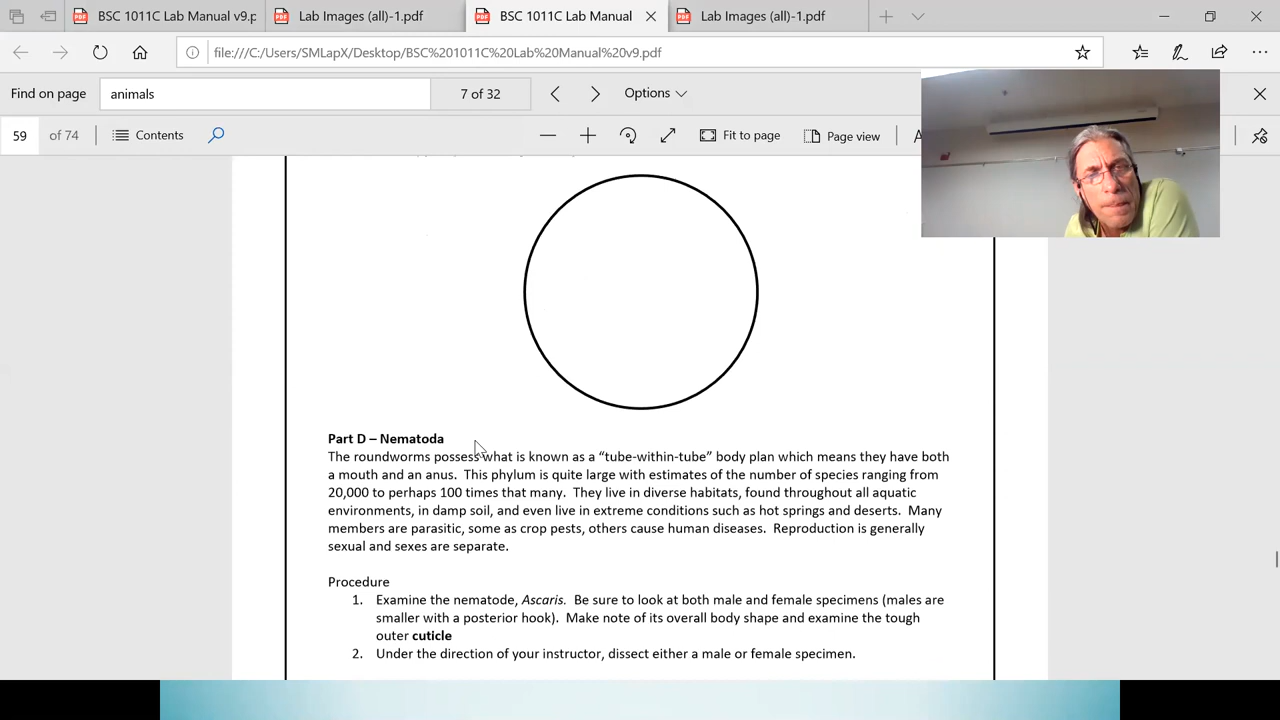 BSC 1011C Lab Manual v9.p
Lab Images (all)-1.pdf
BSC 1011C Lab Manual
Lab Images (all)-1.pdf
file:///C:/Users/SMLapX/Desktop/BSC%201011C%20Lab%20Manual%20v9.pdf
Find on page animals 7 of 32 Options
59 of 74 Contents Fit to page Page view
Part D – Nematoda
The roundworms possess what is known as a “tube-within-tube” body plan which means they have both
a mouth and an anus. This phylum is quite large with estimates of the number of species ranging from
20,000 to perhaps 100 times that many. They live in diverse habitats, found throughout all aquatic
environments, in damp soil, and even live in extreme conditions such as hot springs and deserts. Many
members are parasitic, some as crop pests, others cause human diseases. Reproduction is generally
sexual and sexes are separate.
Procedure
1. Examine the nematode, Ascaris. Be sure to look at both male and female specimens (males are
smaller with a posterior hook). Make note of its overall body shape and examine the tough
outer cuticle
2. Under the direction of your instructor, dissect either a male or female specimen.